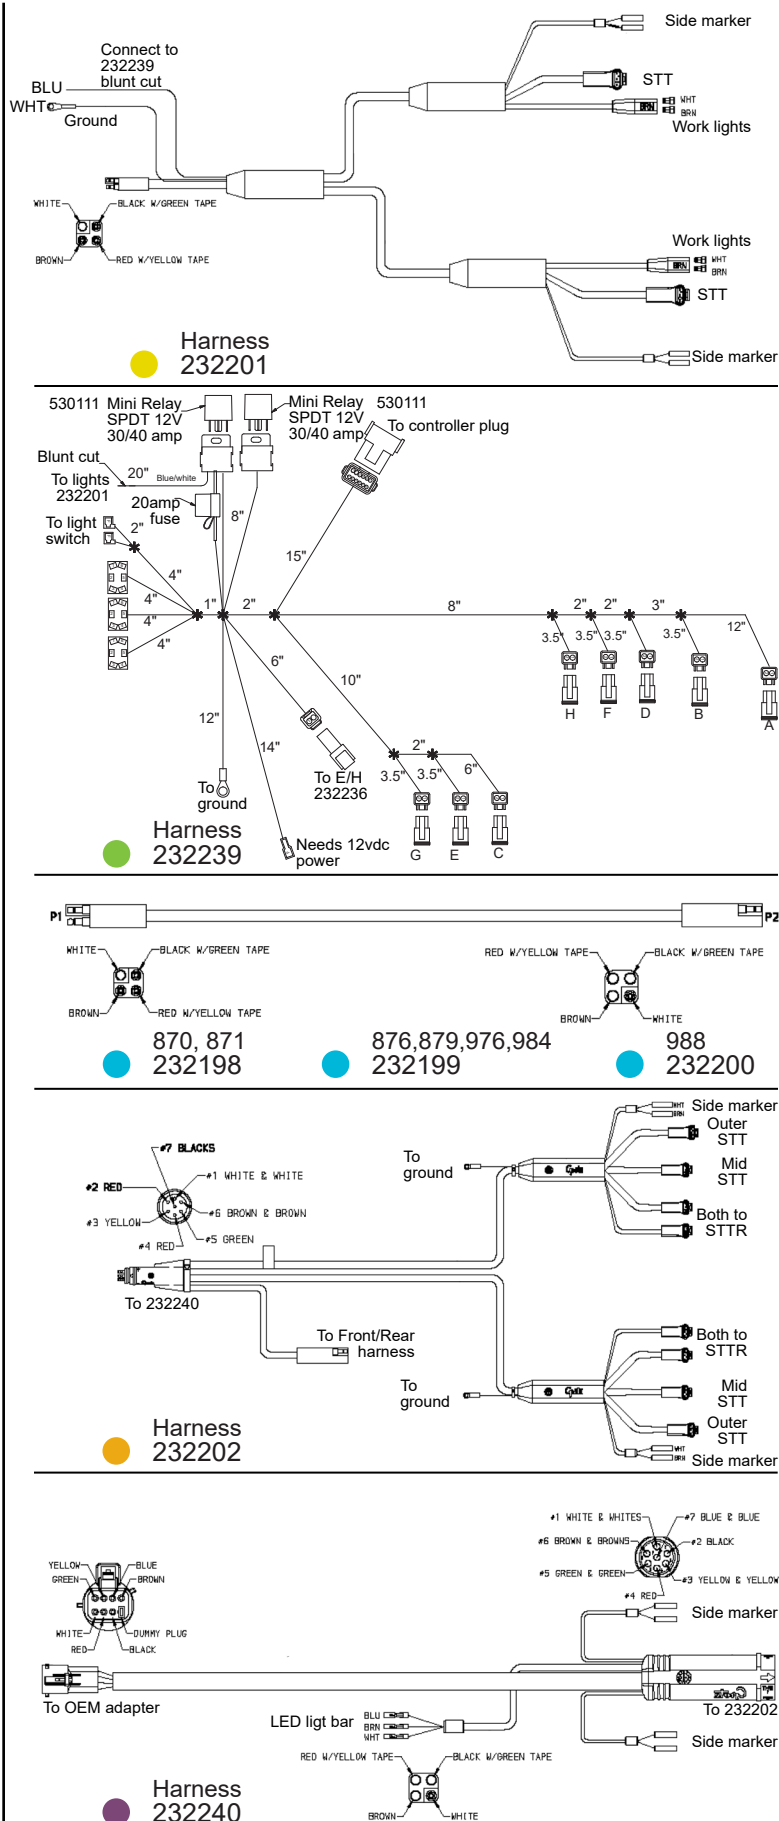 Side marker
Connect to
232239
blunt cut
BLU
WHT
Ground
STT
WHT
BRN
BRN
Work lights
WHITE
BLACK W/GREEN TAPE
BROWN
RED W/YELLOW TAPE
Work lights
BRN
WHT
BRN
STT
Side marker
Harness
232201
530111 Mini Relay
SPDT 12V
30/40 amp
Mini Relay 530111
SPDT 12V
30/40 amp
To controller plug
Blunt cut
20"
Blue/white
To lights
232201
20amp
fuse
8"
To light
switch
2"
15"
4"
4"
4"
4"
1"
2"
8"
2"
2"
3"
12"
3.5"
3.5"
3.5"
3.5"
6"
10"
H
F
D
B
A
12"
14"
To E/H
232236
2"
6"
3.5"
3.5"
To
ground
Needs 12vdc
power
G
E
C
Harness
232239
P1
P2
WHITE
BLACK W/GREEN TAPE
BROWN
RED W/YELLOW TAPE
RED W/YELLOW TAPE
BLACK W/GREEN TAPE
BROWN
WHITE
870, 871
232198
876,879,976,984
232199
988
232200
WHT
BRN
Side marker
Outer
STT
Mid
STT
Both to
STTR
To
ground
Grote
#7 BLACKS
#1 WHITE & WHITE
#2 RED
#6 BROWN & BROWN
#3 YELLOW
#5 GREEN
#4 RED
To 232240
To Front/Rear
harness
To
ground
Grote
Both to
STTR
Mid
STT
Outer
STT
WHT
BRN
Side marker
Harness
232202
#1 WHITE & WHITES
#7 BLUE & BLUE
#6 BROWN & BROWNS
#2 BLACK
#5 GREEN & GREEN
#3 YELLOW & YELLOW
#4 RED
YELLOW
BLUE
GREEN
BROWN
WHITE
DUMMY PLUG
RED
BLACK
Side marker
To OEM adapter
LED ligt bar
BLU
BRN
WHT
Grote
To 232202
Side marker
RED W/YELLOW TAPE
BLACK W/GREEN TAPE
BROWN
WHITE
Harness
232240